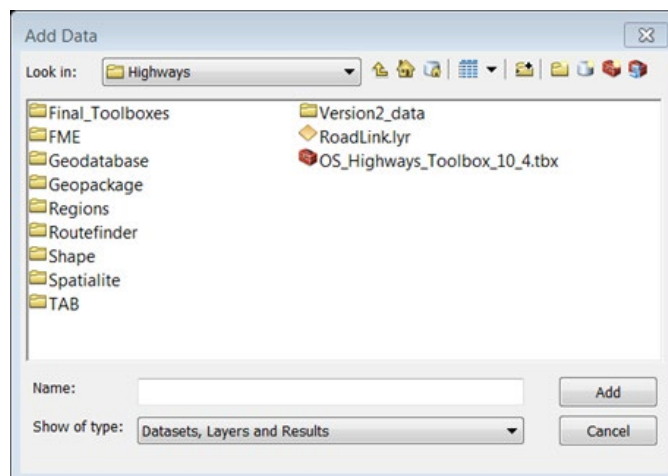 Add Data
Look in: Highways
Final_Toolboxes
FME
Geodatabase
Geopackage
Regions
Routefinder
Shape
Spatialite
TAB
Version2_data
RoadLink.lyr
OS_Highways_Toolbox_10_4.tbx
Name:
Add
Show of type: Datasets, Layers and Results
Cancel